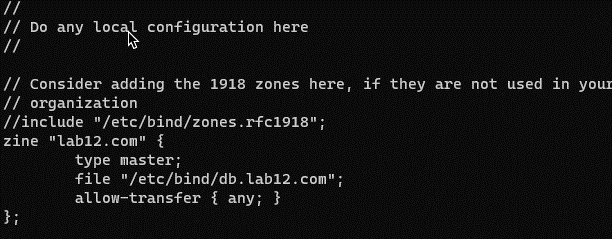 //
// Do any local configuration here
//
// Consider adding the 1918 zones here, if they are not used in your
// organization
//include "/etc/bind/zones.rfc1918";
zine "lab12.com" {
        type master;
        file "/etc/bind/db.lab12.com";
        allow-transfer { any; }
};